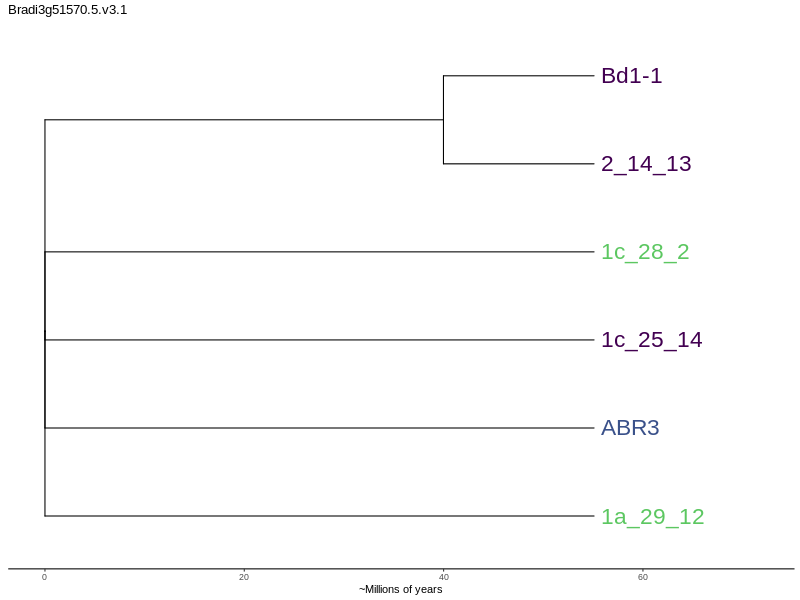 Bradi3g51570.5.v3.1
Bd1-1
2_14_13
1c_28_2
1c_25_14
ABR3
1a_29_12
0 20 40 60
~Millions of years